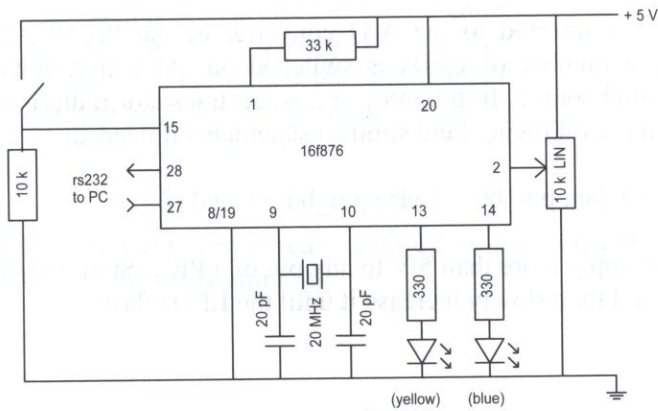 + 5 V
33 k
20
15
16f876
28
2
rs232
to PC
27
8/19
9
10
13
14
10 k
10 k LIN
20 pF
20 MHz
20 pF
330
330
(yellow)
(blue)